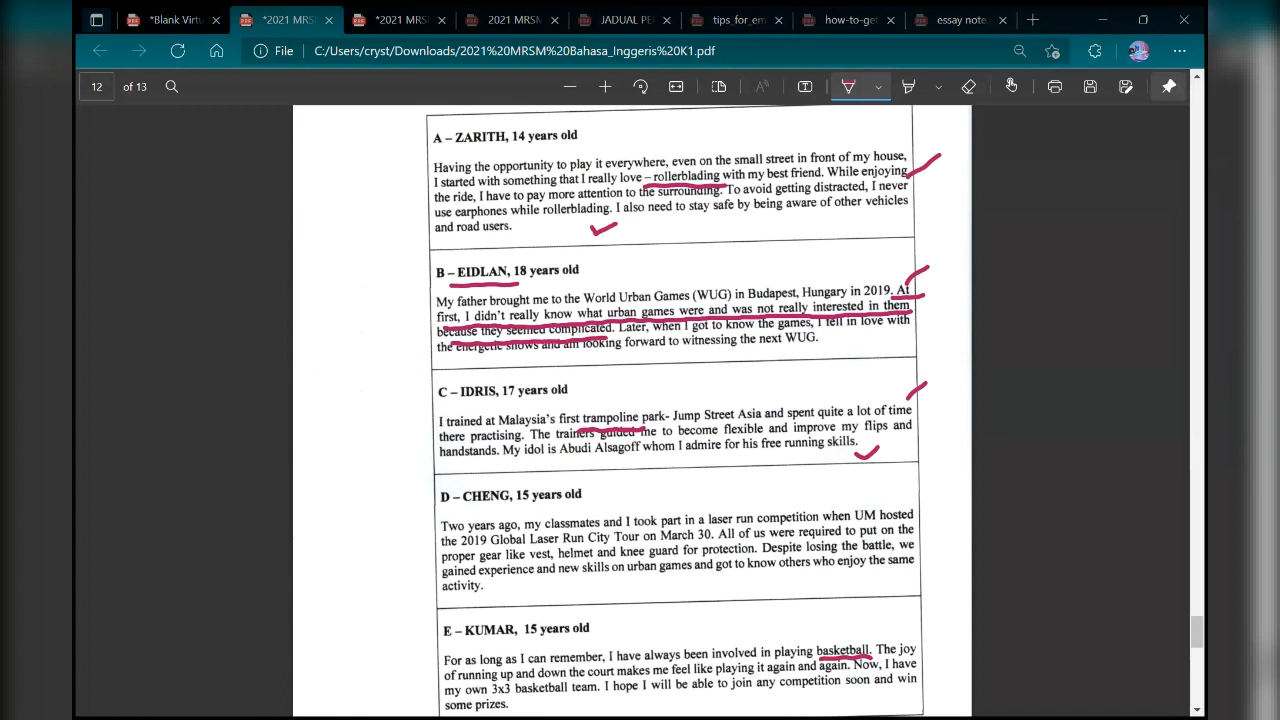 *Blank Virtu
*2021 MRSM
*2021 MRSM
2021 MRSM
JADUAL PE
tips_for_em
how-to-get
essay note.
File
C:/Users/cryst/Downloads/2021%20MRSM%20Bahasa_Inggeris%20K1.pdf
12 of 13
A – ZARITH, 14 years old
Having the opportunity to play it everywhere, even on the small street in front of my house,
I started with something that I really love – rollerblading with my best friend. While enjoying
the ride, I have to pay more attention to the surrounding. To avoid getting distracted, I never
use earphones while rollerblading. I also need to stay safe by being aware of other vehicles
and road users.
B – EIDLAN, 18 years old
My father brought me to the World Urban Games (WUG) in Budapest, Hungary in 2019. At
first, I didn't really know what urban games were and was not really interested in them
because they seemed complicated. Later, when I got to know the games, I fell in love with
the energetic shows and am looking forward to witnessing the next WUG.
C – IDRIS, 17 years old
I trained at Malaysia's first trampoline park- Jump Street Asia and spent quite a lot of time
there practising. The trainers guided me to become flexible and improve my flips and
handstands. My idol is Abudi Alsagoff whom I admire for his free running skills.
D – CHENG, 15 years old
Two years ago, my classmates and I took part in a laser run competition when UM hosted
the 2019 Global Laser Run City Tour on March 30. All of us were required to put on the
proper gear like vest, helmet and knee guard for protection. Despite losing the battle, we
gained experience and new skills on urban games and got to know others who enjoy the same
activity.
E – KUMAR, 15 years old
For as long as I can remember, I have always been involved in playing basketball. The joy
of running up and down the court makes me feel like playing it again and again. Now, I have
my own 3x3 basketball team. I hope I will be able to join any competition soon and win
some prizes.